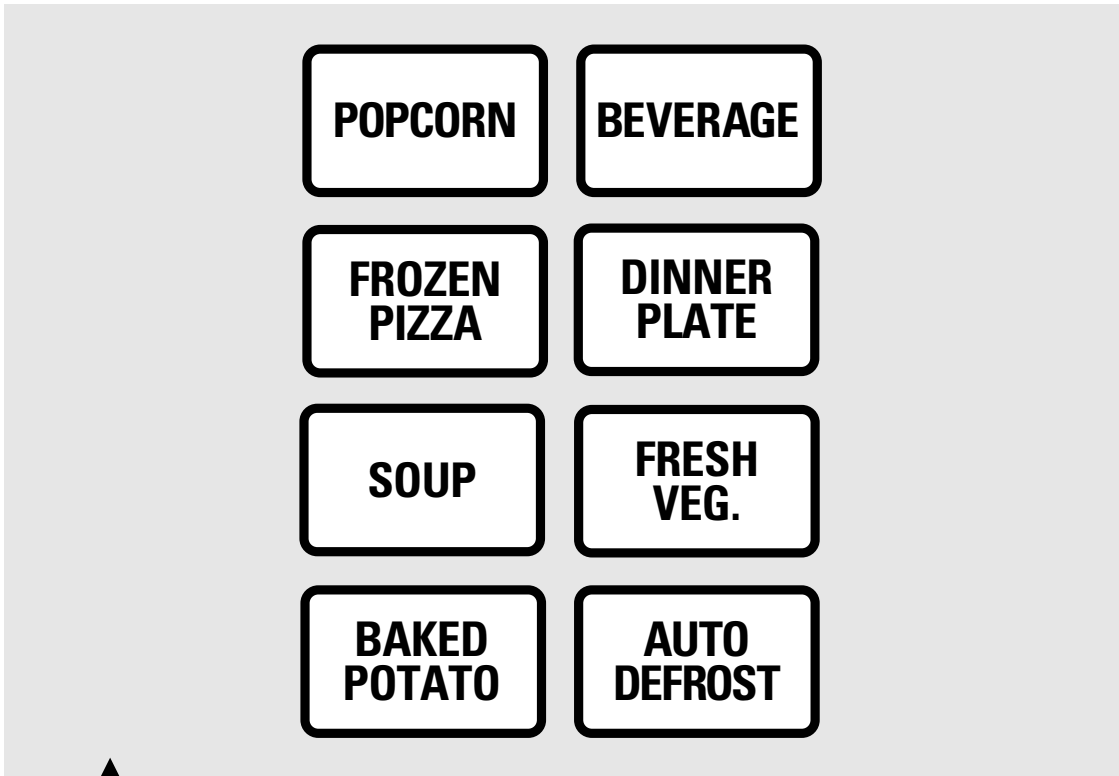 POPCORN
BEVERAGE
FROZEN
PIZZA
DINNER
PLATE
SOUP
FRESH
VEG.
BAKED
POTATO
AUTO
DEFROST